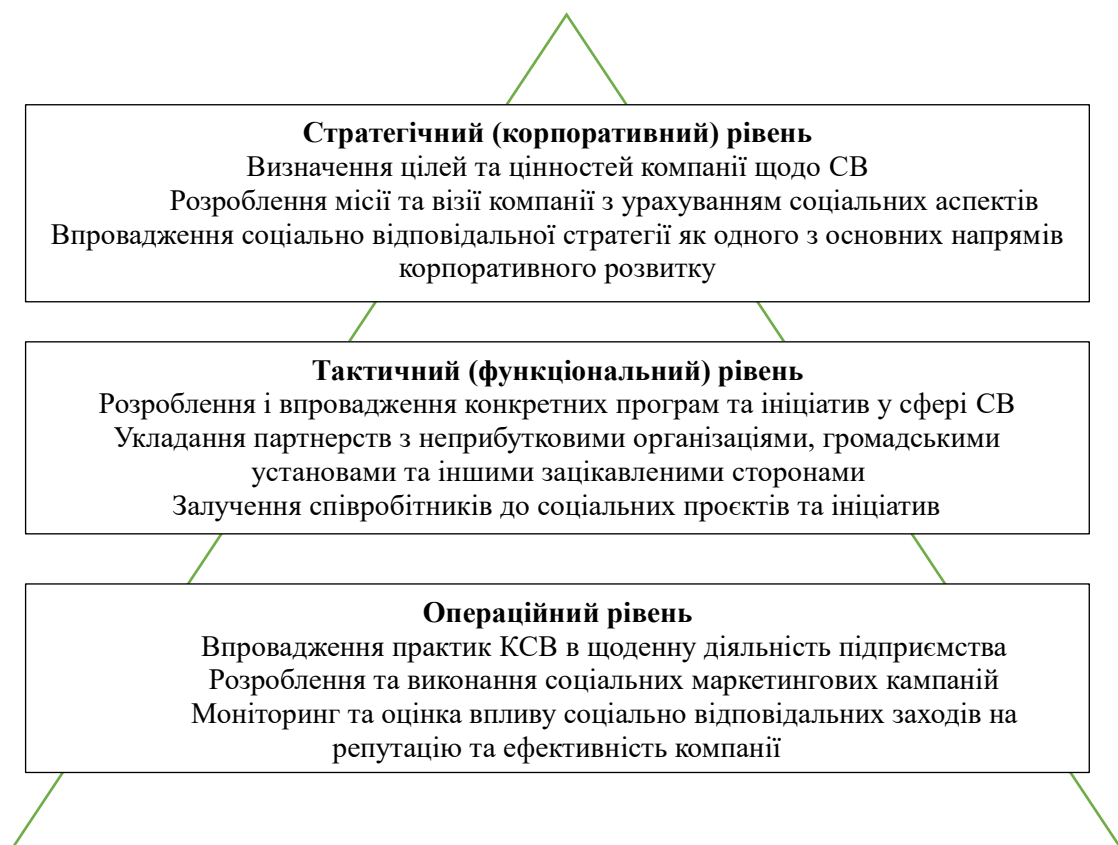 Стратегічний (корпоративний) рівень
Визначення цілей та цінностей компанії щодо СВ
Розроблення місії та візії компанії з урахуванням соціальних аспектів
Впровадження соціально відповідальної стратегії як одного з основних напрямів
корпоративного розвитку
Тактичний (функціональний) рівень
Розроблення і впровадження конкретних програм та ініціатив у сфері СВ
Укладання партнерств з неприбутковими організаціями, громадськими
установами та іншими зацікавленими сторонами
Залучення співробітників до соціальних проєктів та ініціатив
Операційний рівень
Впровадження практик КСВ в щоденну діяльність підприємства
Розроблення та виконання соціальних маркетингових кампаній
Моніторинг та оцінка впливу соціально відповідальних заходів на
репутацію та ефективність компанії